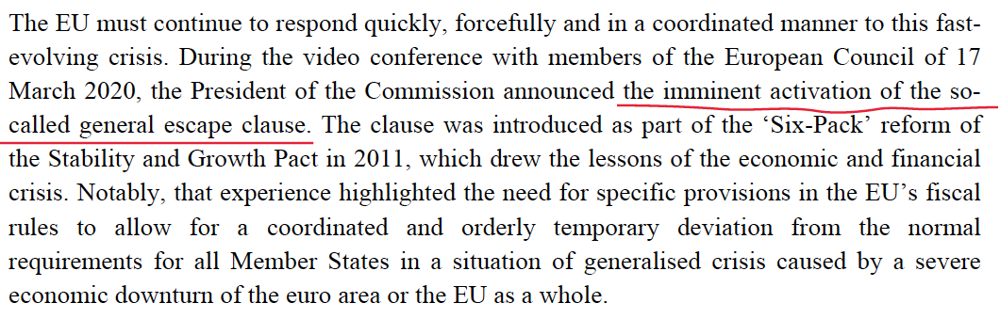 The EU must continue to respond quickly, forcefully and in a coordinated manner to this fast-
evolving crisis. During the video conference with members of the European Council of 17
March 2020, the President of the Commission announced the imminent activation of the so-
called general escape clause. The clause was introduced as part of the ‘Six-Pack’ reform of
the Stability and Growth Pact in 2011, which drew the lessons of the economic and financial
crisis. Notably, that experience highlighted the need for specific provisions in the EU’s fiscal
rules to allow for a coordinated and orderly temporary deviation from the normal
requirements for all Member States in a situation of generalised crisis caused by a severe
economic downturn of the euro area or the EU as a whole.